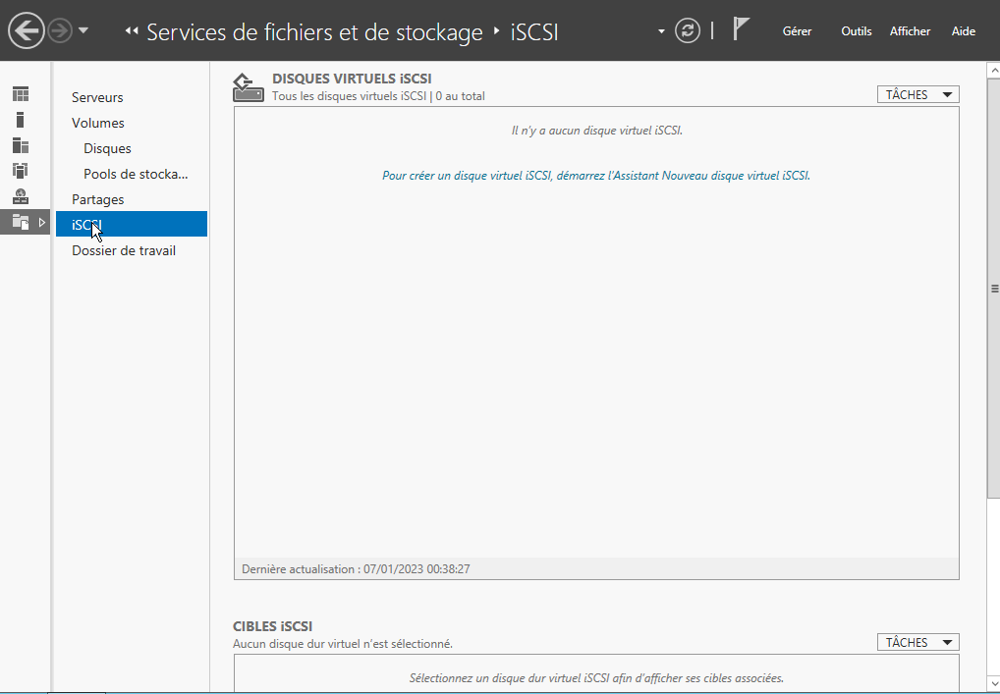 Services de fichiers et de stockage
iSCSI
Gérer
Outils
Afficher
Aide
Serveurs
Volumes
Disques
Pools de stocka...
Partages
iSCSI
Dossier de travail
DISQUES VIRTUELS iSCSI
Tous les disques virtuels iSCSI | 0 au total
TÂCHES
Il n'y a aucun disque virtuel iSCSI.
Pour créer un disque virtuel iSCSI, démarrez l'Assistant Nouveau disque virtuel iSCSI.
Dernière actualisation : 07/01/2023 00:38:27
CIBLES iSCSI
Aucun disque dur virtuel n'est sélectionné.
TÂCHES
Sélectionnez un disque dur virtuel iSCSI afin d'afficher ses cibles associées.